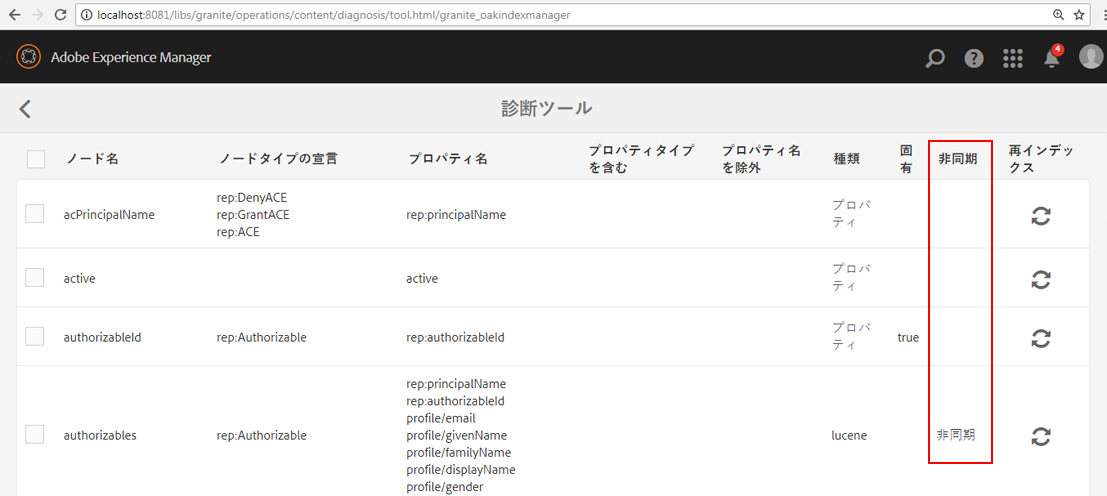 localhost:8081/libs/granite/operations/content/diagnosis/tool.html/granite_oakindexmanager
Adobe Experience Manager
4
診断ツール
ノード名
ノードタイプの宣言
プロパティ名
プロパティタイプ
を含む
プロパティ名
を除外
種類
固
有
非同期
再インデッ
クス
acPrincipalName
rep:DenyACE
rep:GrantACE
rep:ACE
rep:principalName
プロパ
ティ
active
active
プロパ
ティ
authorizableId
rep:Authorizable
rep:authorizableId
プロパ
ティ
true
authorizables
rep:Authorizable
rep:principalName
rep:authorizableId
profile/email
profile/givenName
profile/familyName
profile/displayName
profile/gender
lucene
非同期